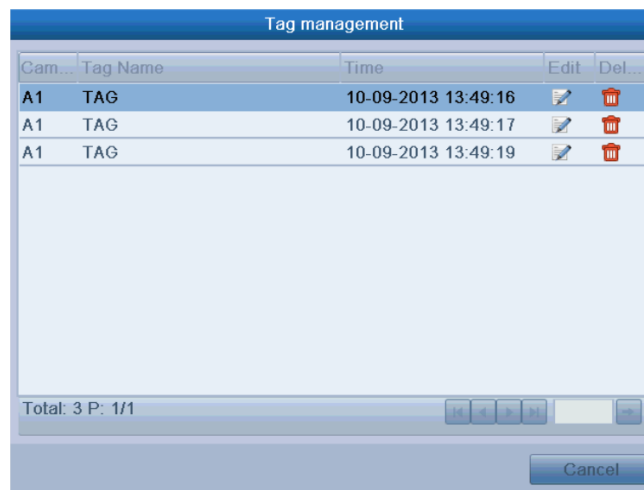 Tag management
Cam... Tag Name Time Edit Del...
A1 TAG 10-09-2013 13:49:16
A1 TAG 10-09-2013 13:49:17
A1 TAG 10-09-2013 13:49:19
Total: 3 P: 1/1
Cancel